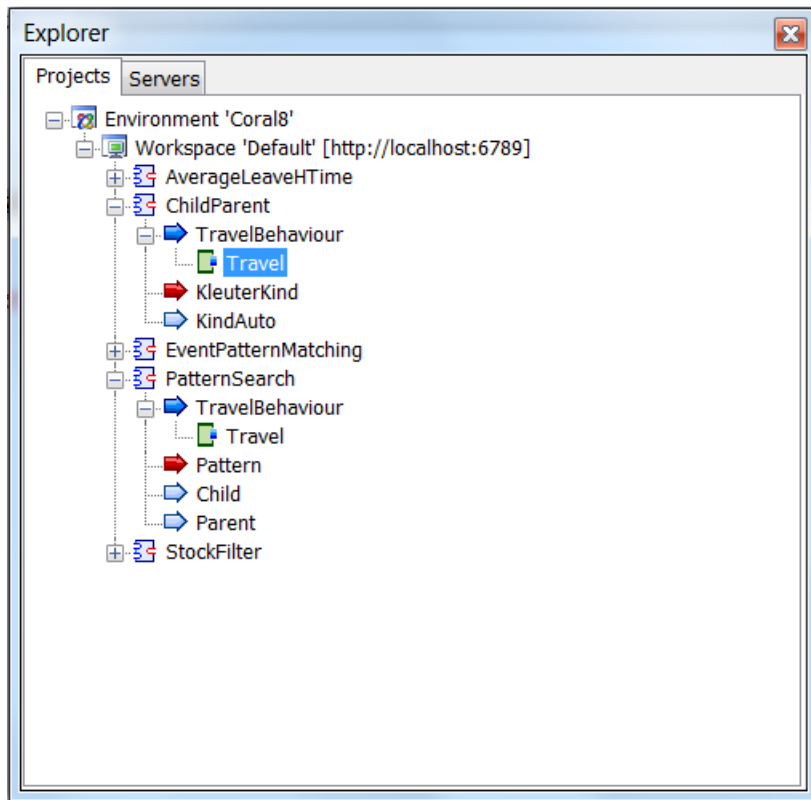 Explorer
Projects Servers
Environment 'Coral8'
Workspace 'Default' [http://localhost:6789]
AverageLeaveHTime
ChildParent
TravelBehaviour
Travel
KleuterKind
KindAuto
EventPatternMatching
PatternSearch
TravelBehaviour
Travel
Pattern
Child
Parent
StockFilter